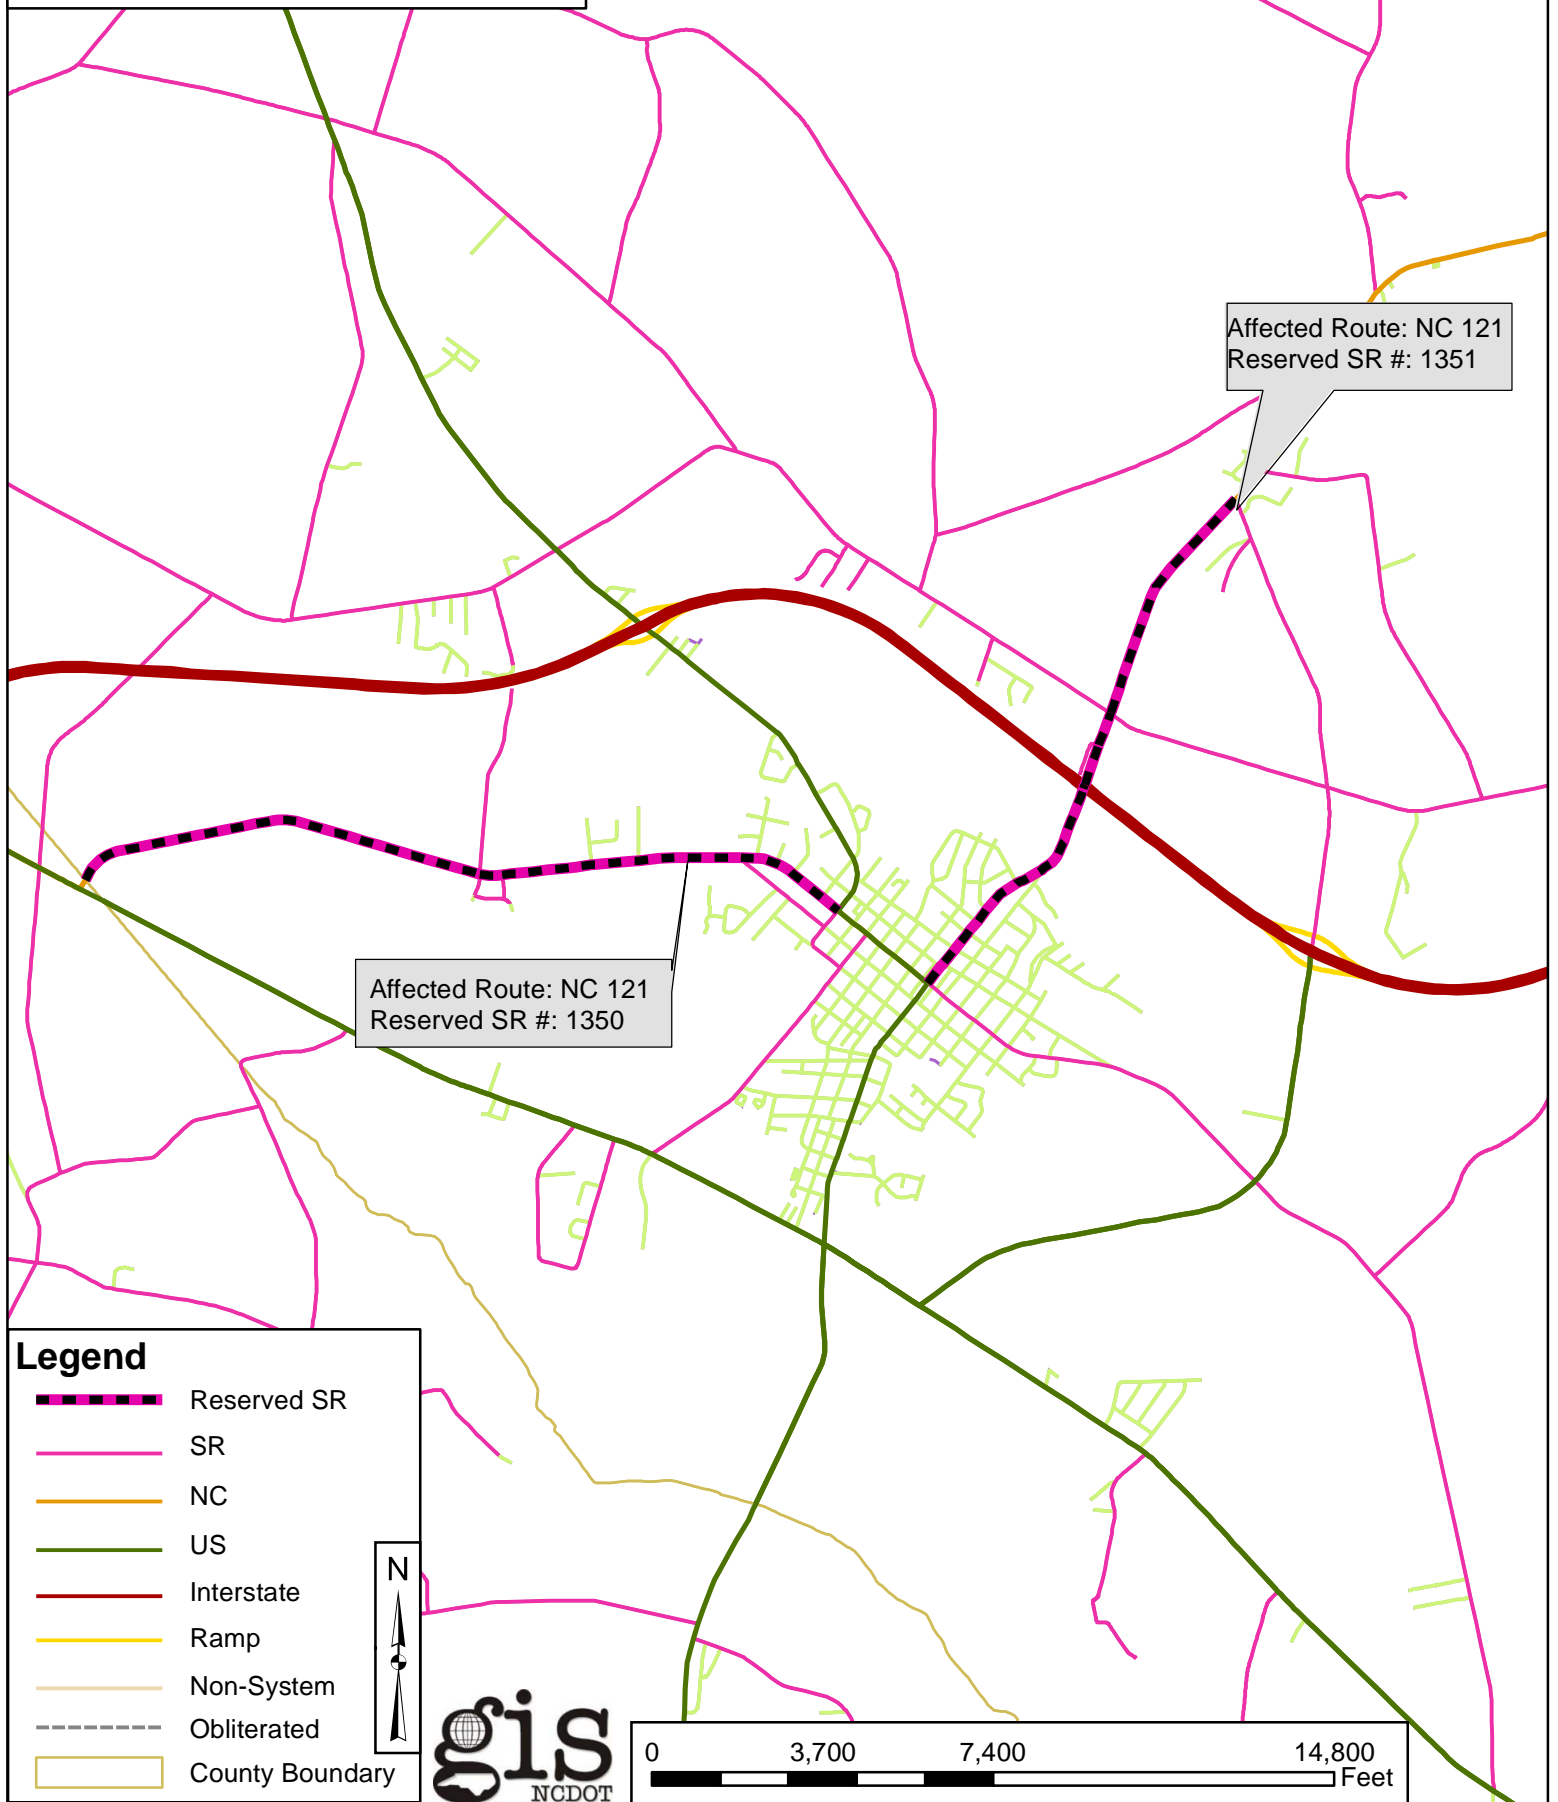 Affected Route: NC 121
Reserved SR #: 1351
Affected Route: NC 121
Reserved SR #: 1350
Legend
Reserved SR
SR
NC
US
Interstate
Ramp
Non-System
Obliterated
County Boundary
N
gis
NCDOT
0 3,700 7,400 14,800
Feet